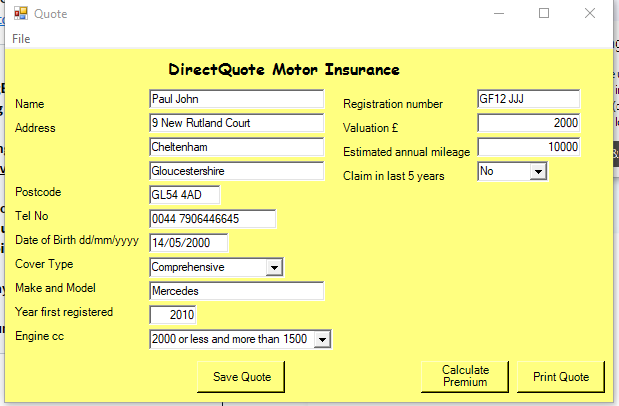 Quote
File
DirectQuote Motor Insurance
Name Paul John
Address 9 New Rutland Court
Cheltenham
Gloucestershire
Postcode GL54 4AD
Tel No 0044 7906446645
Date of Birth dd/mm/yyyy 14/05/2000
Cover Type Comprehensive
Make and Model Mercedes
Year first registered 2010
Engine cc 2000 or less and more than 1500
Registration number GF12 JJJ
Valuation £ 2000
Estimated annual mileage 10000
Claim in last 5 years No
Save Quote
Calculate
Premium
Print Quote